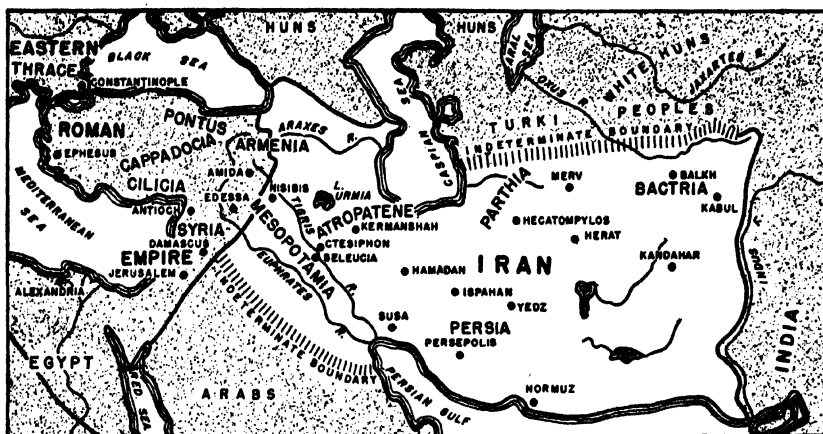 EASTERN
THRACE
BLACK SEA
HUNS
HUNS
ARAL
SEA
CONSTANTINOPLE
WHITE HUNS
JAXARTES R.
OXUS R.
TURKI PEOPLES
INDETERMINATE BOUNDARY
CASPIAN SEA
ROMAN
PONTUS
EPHESUS
CAPPADOCIA
ARMENIA
ARAXES R.
CILICIA
AMIDA
NISIBIS
L.
URMIA
PARTHIA
MERV
BALKH
BACTRIA
KABUL
MEDITERRANEAN
SEA
ANTIOCH
EDESSA
MESOPOTAMIA
TIGRIS R.
ATROPATENE
KERMANSHAH
HECATOMPYLOS
HERAT
SYRIA
DAMASCUS
CTESIPHON
SELEUCIA
EMPIRE
JERUSALEM
EUPHRATES R.
HAMADAN
IRAN
KANDAHAR
ALEXANDRIA
INDETERMINATE BOUNDARY
ISPAHAN
YEDZ
SUSA
PERSIA
PERSEPOLIS
EGYPT
RED SEA
ARABS
PERSIAN GULF
HORMUZ
INDIA